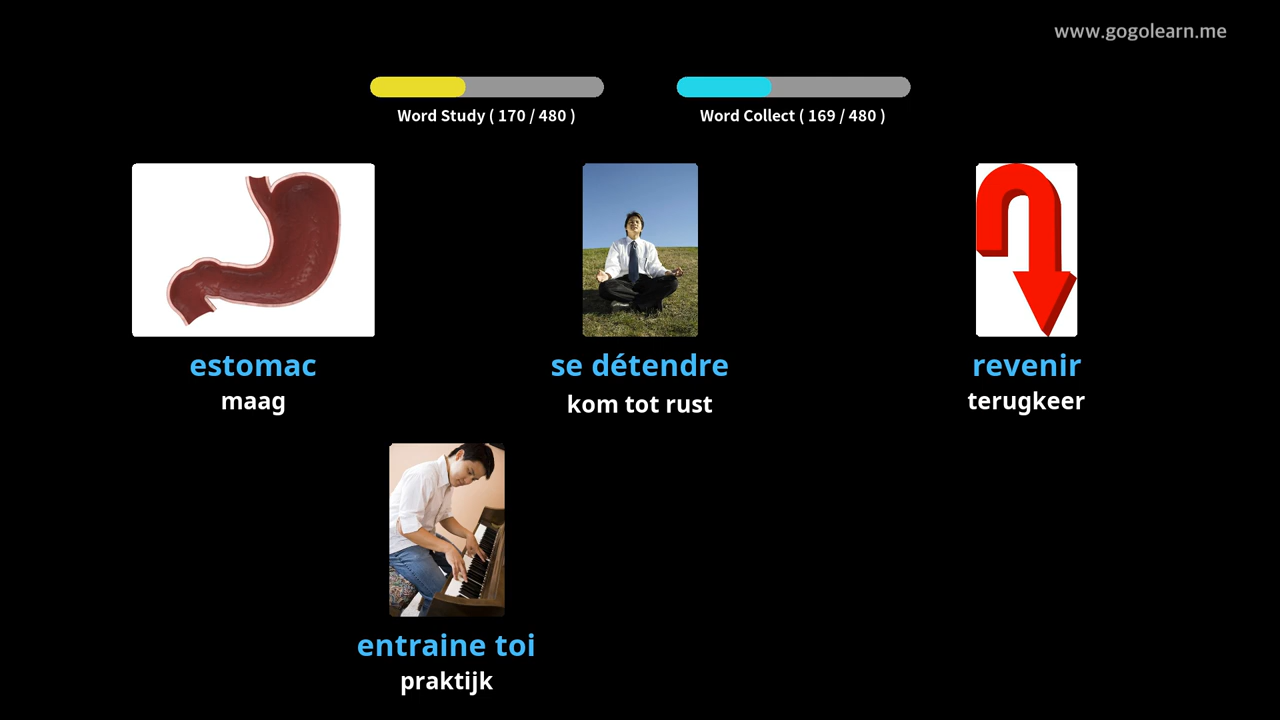 www.gogolearn.me
Word Study ( 170 / 480 )
Word Collect ( 169 / 480 )
estomac
maag
se détendre
kom tot rust
revenir
terugkeer
entraine toi
praktijk